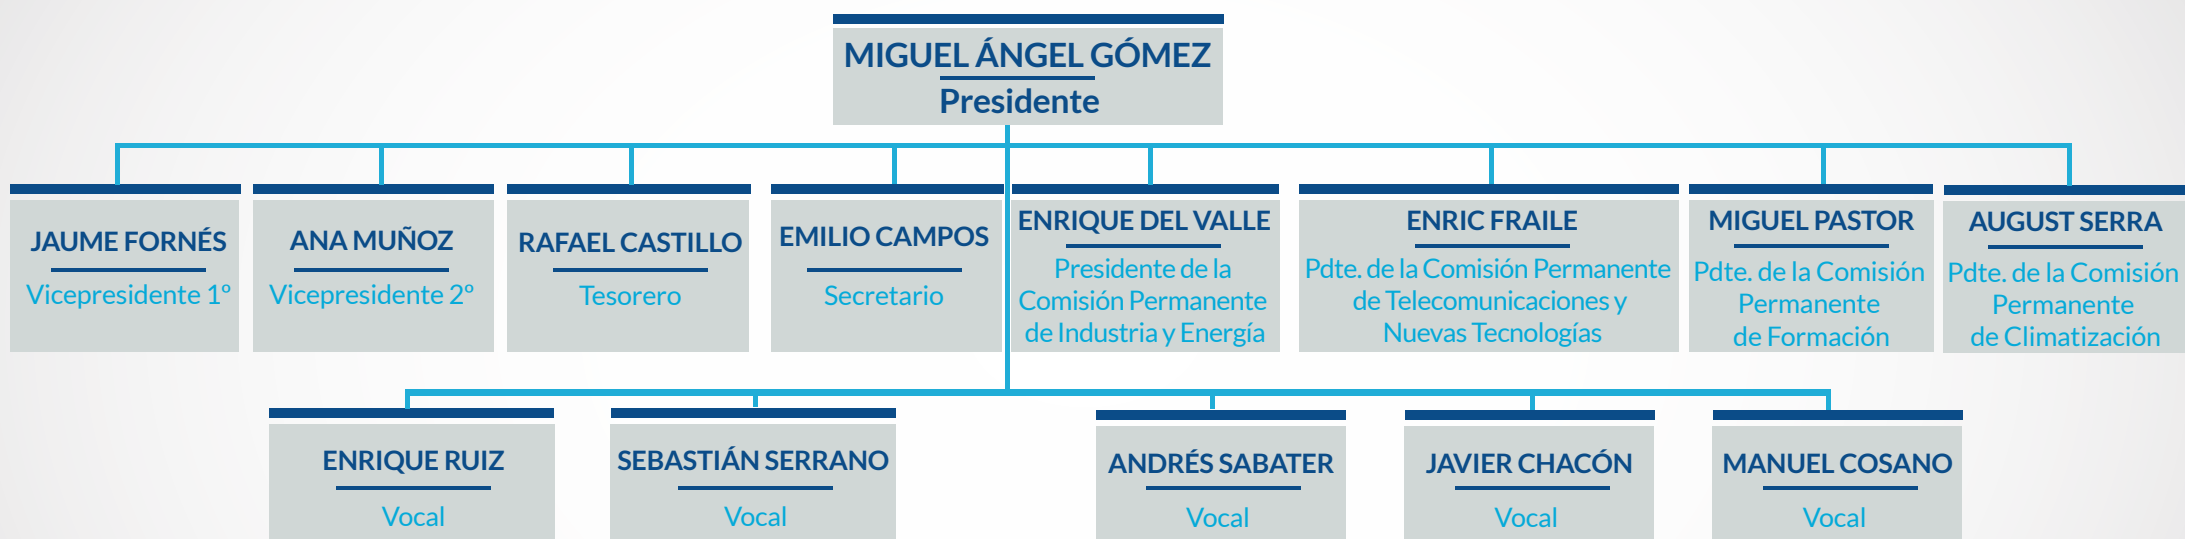 MIGUEL ÁNGEL GÓMEZ
Presidente
JAUME FORNÉS
Vicepresidente 1º
ANA MUÑOZ
Vicepresidente 2º
RAFAEL CASTILLO
Tesorero
EMILIO CAMPOS
Secretario
ENRIQUE DEL VALLE
Presidente de la
Comisión Permanente
de Industria y Energía
ENRIC FRAILE
Pdte. de la Comisión Permanente
de Telecomunicaciones y
Nuevas Tecnologías
MIGUEL PASTOR
Pdte. de la Comisión
Permanente
de Formación
AUGUST SERRA
Pdte. de la Comisión
Permanente
de Climatización
ENRIQUE RUIZ
Vocal
SEBASTIÁN SERRANO
Vocal
ANDRÉS SABATER
Vocal
JAVIER CHACÓN
Vocal
MANUEL COSANO
Vocal